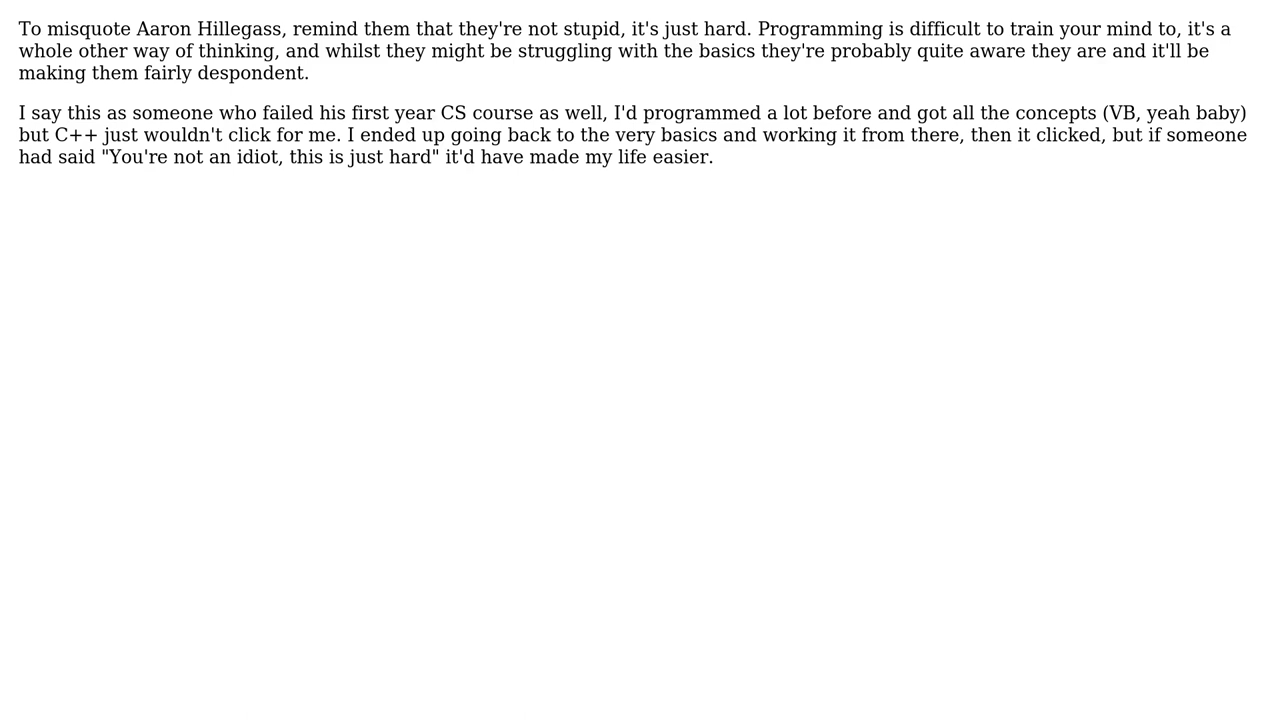 To misquote Aaron Hillegass, remind them that they're not stupid, it's just hard. Programming is difficult to train your mind to, it's a
whole other way of thinking, and whilst they might be struggling with the basics they're probably quite aware they are and it'll be
making them fairly despondent.
I say this as someone who failed his first year CS course as well, I'd programmed a lot before and got all the concepts (VB, yeah baby)
but C++ just wouldn't click for me. I ended up going back to the very basics and working it from there, then it clicked, but if someone
had said "You're not an idiot, this is just hard" it'd have made my life easier.